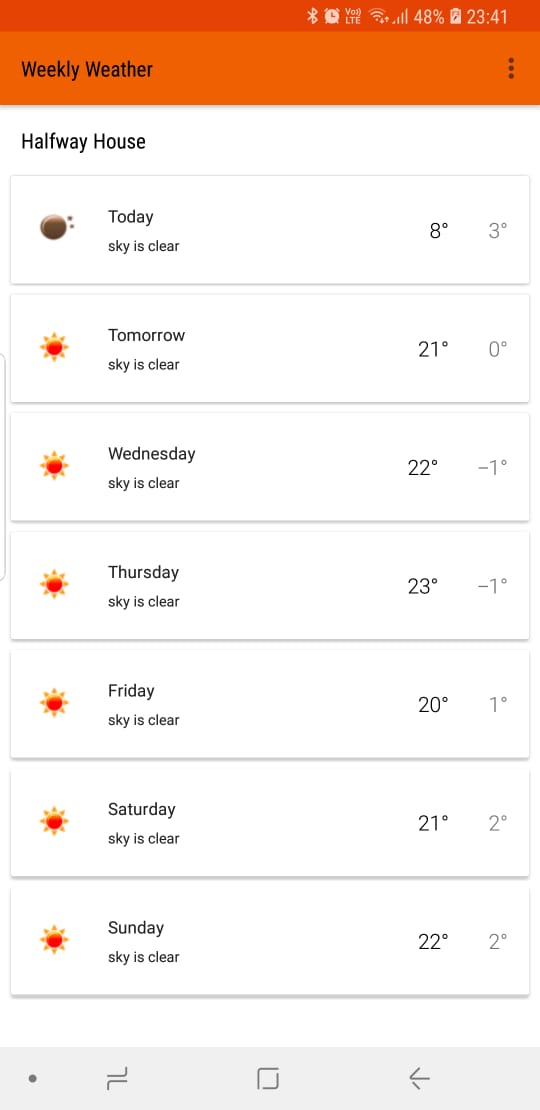 Vo)) LTE 48% 23:41
Weekly Weather
Halfway House
Today
sky is clear
8° 3°
Tomorrow
sky is clear
21° 0°
Wednesday
sky is clear
22° −1°
Thursday
sky is clear
23° −1°
Friday
sky is clear
20° 1°
Saturday
sky is clear
21° 2°
Sunday
sky is clear
22° 2°